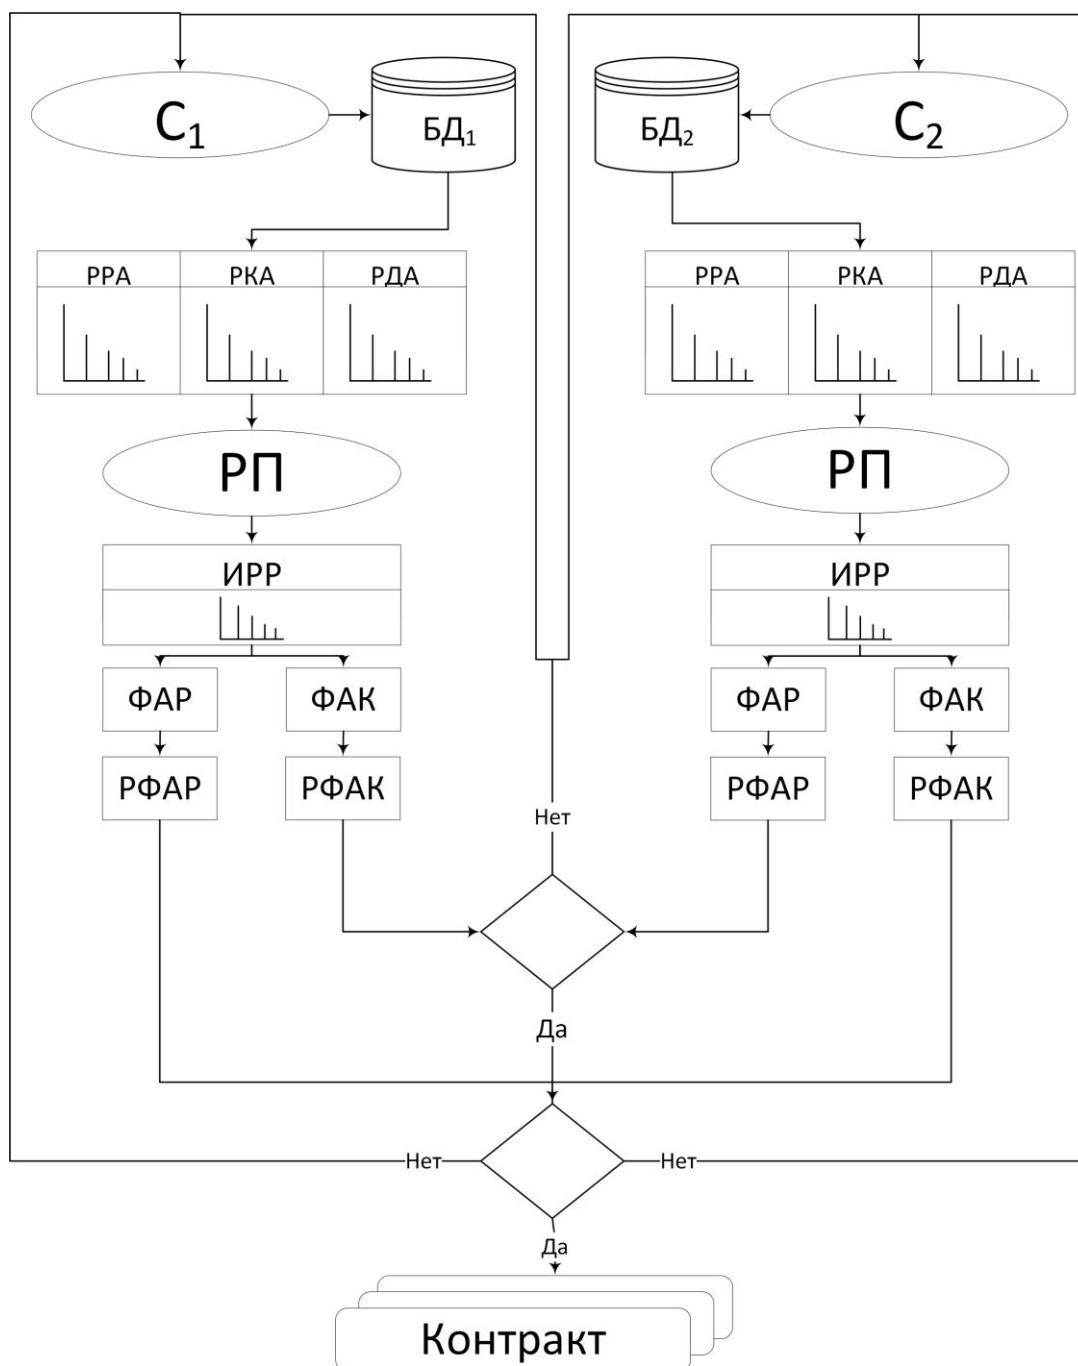 С₁ БД₁ БД₂ С₂
РРА РКА РДА РРА РКА РДА
РП РП
ИРР ИРР
ФАР ФАК ФАР ФАК
РФАР РФАК РФАР РФАК
Нет
Да
Нет Нет
Да
Контракт